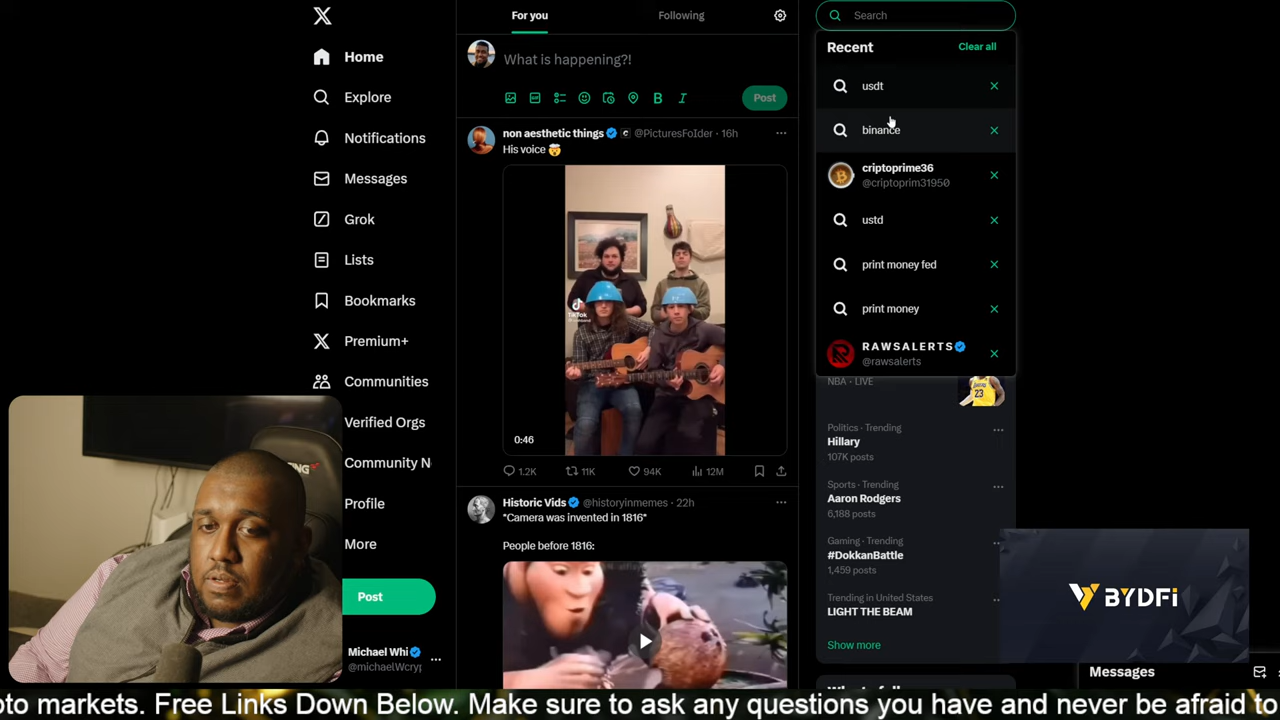 Home
Explore
Notifications
Messages
Grok
Lists
Bookmarks
Premium+
Communities
Verified Orgs
Community N
Profile
More
Post
Michael Whi
@michaelWcryp
For you
Following
What is happening?!
B
I
Post
non aesthetic things @PicturesFoIder · 16h
His voice 🤯
TikTok
0:46
1.2K
11K
94K
12M
Historic Vids @historyinmemes · 22h
*Camera was invented in 1816*
People before 1816:
Search
Recent
Clear all
usdt
binance
criptoprime36
@criptoprim31950
ustd
print money fed
print money
R A W S A L E R T S
@rawsalerts
NBA · LIVE
23
Politics · Trending
Hillary
107K posts
Sports · Trending
Aaron Rodgers
6,188 posts
Gaming · Trending
#DokkanBattle
1,459 posts
Trending in United States
LIGHT THE BEAM
Show more
BYDFi
Messages
pto markets. Free Links Down Below. Make sure to ask any questions you have and never be afraid to